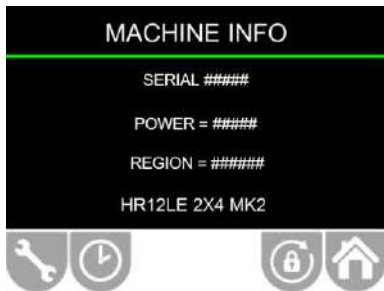 MACHINE INFO
SERIAL #####
POWER = #####
REGION = ######
HR12LE 2X4 MK2